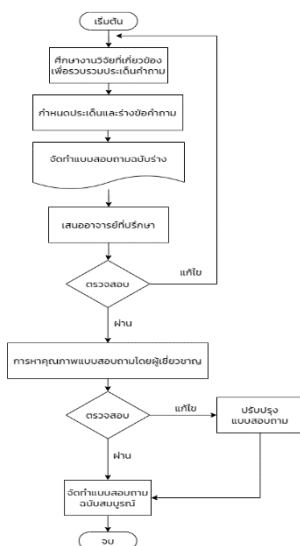 เริ่มต้น
ศึกษางานวิจัยที่เกี่ยวข้อง
เพื่อรวบรวมประเด็นคำถาม
กำหนดประเด็นและร่างข้อคำถาม
จัดทำแบบสอบถามฉบับร่าง
เสนออาจารย์ที่ปรึกษา
แก้ไข
ตรวจสอบ
ผ่าน
การหาคุณภาพแบบสอบถามโดยผู้เชี่ยวชาญ
ตรวจสอบ
แก้ไข
ปรับปรุง
แบบสอบถาม
ผ่าน
จัดทำแบบสอบถาม
ฉบับสมบูรณ์
จบ